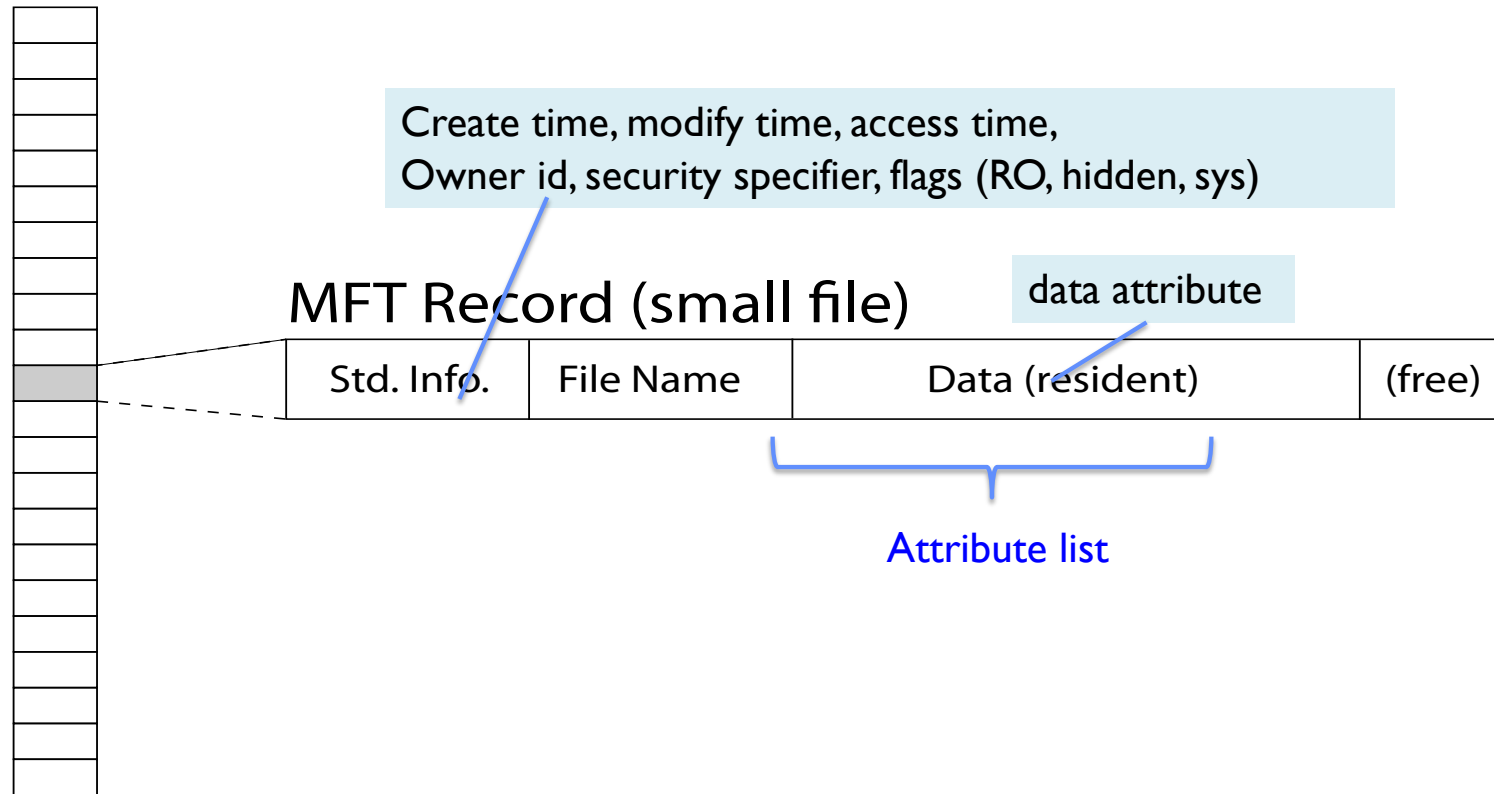 Create time, modify time, access time,
Owner id, security specifier, flags (RO, hidden, sys)
MFT Record (small file)
data attribute
Std. Info.
File Name
Data (resident)
(free)
Attribute list